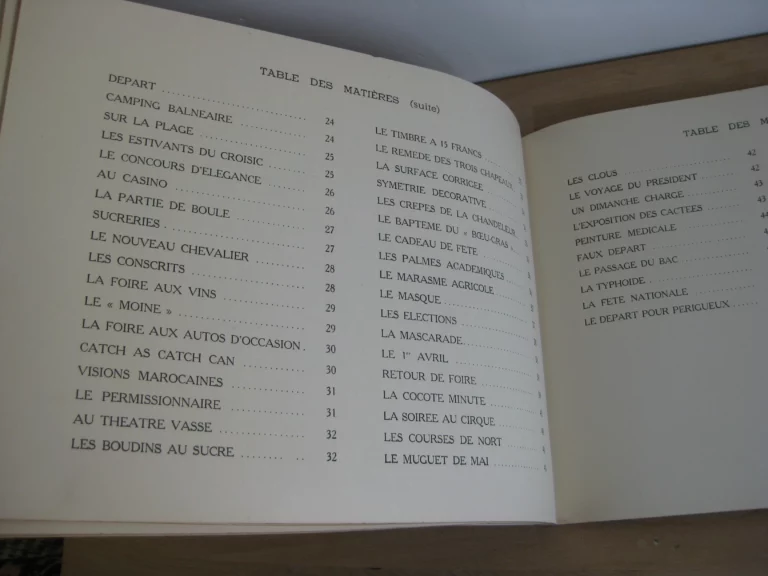 TABLE DES MATIÈRES (suite)
DEPART 24
CAMPING BALNEAIRE 24
SUR LA PLAGE 25
LES ESTIVANTS DU CROISIC 25
LE CONCOURS D'ELEGANCE 26
AU CASINO 26
LA PARTIE DE BOULE 27
SUCRERIES 27
LE NOUVEAU CHEVALIER 28
LES CONSCRITS 28
LA FOIRE AUX VINS 29
LE « MOINE » 29
LA FOIRE AUX AUTOS D'OCCASION 30
CATCH AS CATCH CAN 30
VISIONS MAROCAINES 31
LE PERMISSIONNAIRE 31
AU THEATRE VASSE 32
LES BOUDINS AU SUCRE 32
LE TIMBRE A 15 FRANCS
LE REMEDE DES TROIS CHAPEAUX
LA SURFACE CORRIGEE
SYMETRIE DECORATIVE
LES CREPES DE LA CHANDELEUR
LE BAPTEME DU « BŒU-GRAS »
LE CADEAU DE FETE
LES PALMES ACADEMIQUES
LE MARASME AGRICOLE
LE MASQUE
LES ELECTIONS
LA MASCARADE
LE 1er AVRIL
RETOUR DE FOIRE
LA COCOTE MINUTE
LA SOIREE AU CIRQUE
LES COURSES DE NORT
LE MUGUET DE MAI
TABLE DES M
LES CLOUS 42
LE VOYAGE DU PRESIDENT 42
UN DIMANCHE CHARGE 43
L'EXPOSITION DES CACTEES 43
PEINTURE MEDICALE 44
FAUX DEPART
LE PASSAGE DU BAC
LA TYPHOIDE
LA FETE NATIONALE
LE DEPART POUR PERIGUEUX